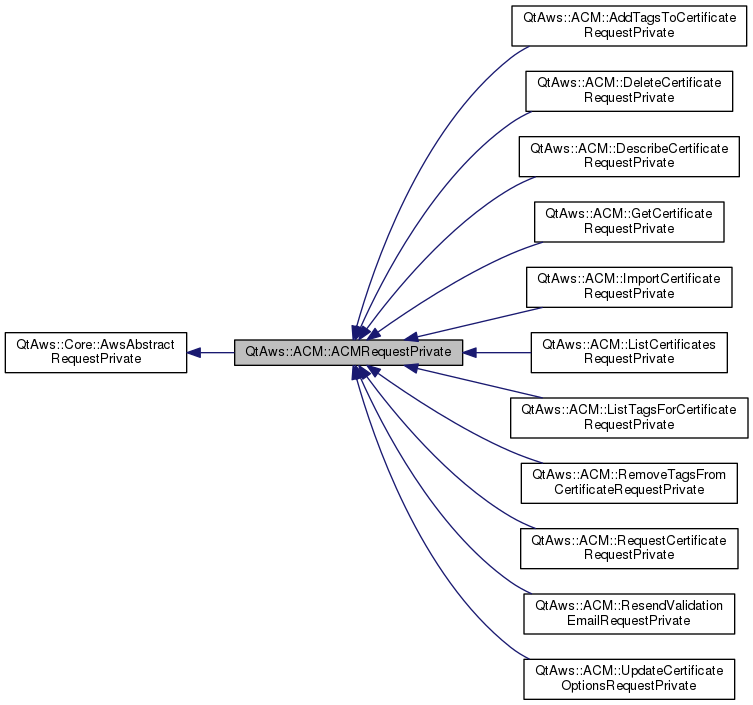 QtAws::ACM::AddTagsToCertificate
RequestPrivate
QtAws::ACM::DeleteCertificate
RequestPrivate
QtAws::ACM::DescribeCertificate
RequestPrivate
QtAws::ACM::GetCertificate
RequestPrivate
QtAws::ACM::ImportCertificate
RequestPrivate
QtAws::Core::AwsAbstract
RequestPrivate
QtAws::ACM::ACMRequestPrivate
QtAws::ACM::ListCertificates
RequestPrivate
QtAws::ACM::ListTagsForCertificate
RequestPrivate
QtAws::ACM::RemoveTagsFrom
CertificateRequestPrivate
QtAws::ACM::RequestCertificate
RequestPrivate
QtAws::ACM::ResendValidation
EmailRequestPrivate
QtAws::ACM::UpdateCertificate
OptionsRequestPrivate